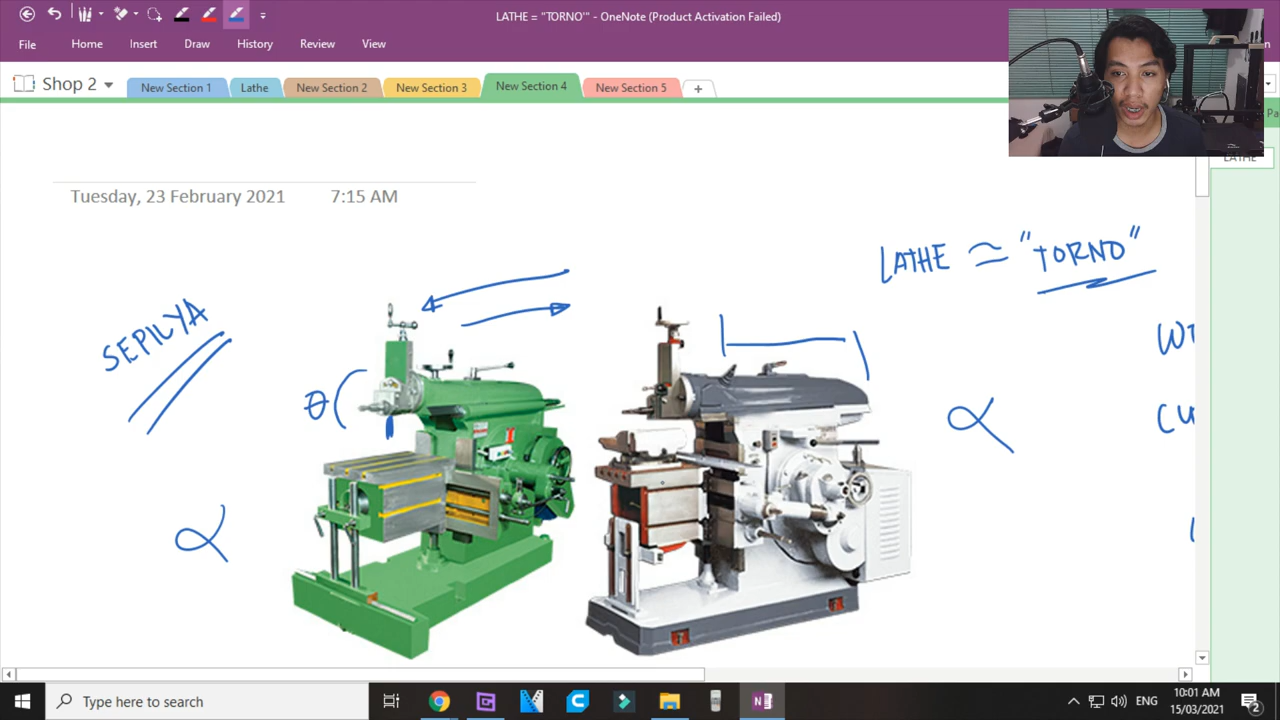 LATHE = "TORNO'" - OneNote (Product Activation Failed)
File Home Insert Draw History Review View
Shop 2 New Section 1 Lathe New Section 2 New Section 3 New Section 4 New Section 5
LATHE
Tuesday, 23 February 2021 7:15 AM
LATHE ≃ "TORNO"
SEPILYA
θ
α
α
Type here to search
ENG
10:01 AM
15/03/2021
2